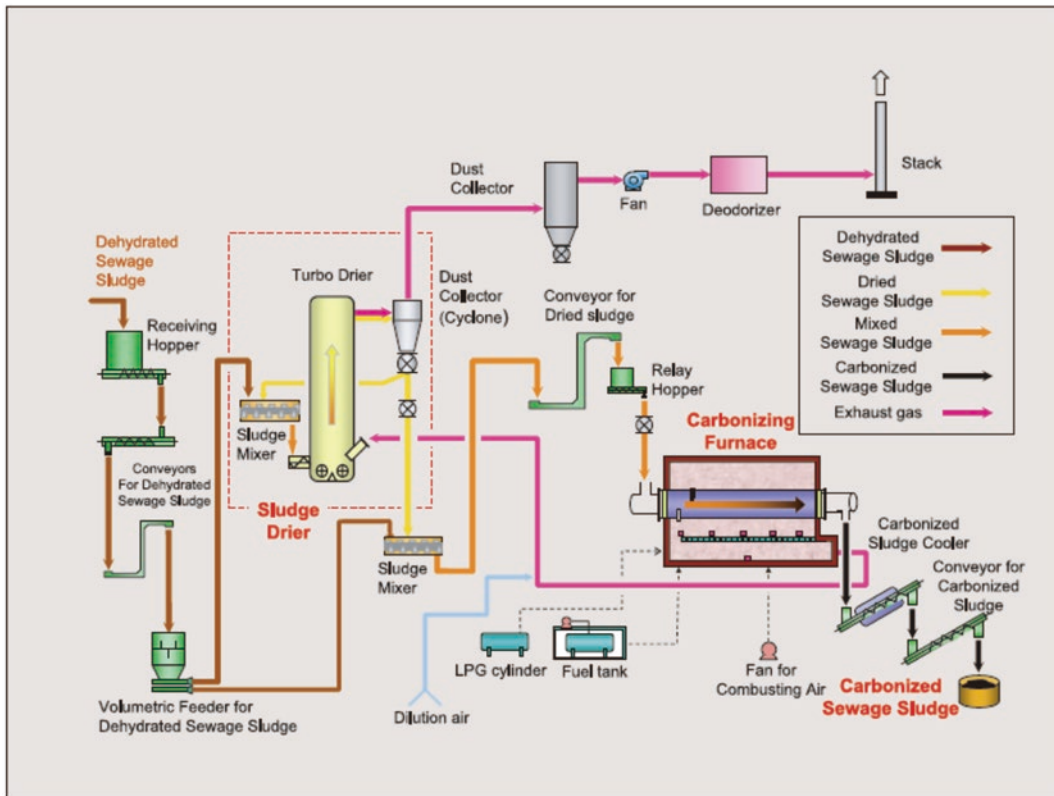 Dehydrated
Sewage
Sludge
Receiving
Hopper
Conveyors
For Dehydrated
Sewage Sludge
Volumetric Feeder for
Dehydrated Sewage Sludge
Turbo Drier
Sludge
Mixer
Sludge
Drier
Dust
Collector
(Cyclone)
Dust
Collector
Fan
Deodorizer
Stack
Sludge
Mixer
Conveyor for
Dried sludge
Relay
Hopper
Carbonizing
Furnace
LPG cylinder
Fuel tank
Dilution air
Fan for
Combusting Air
Carbonized
Sludge Cooler
Conveyor for
Carbonized
Sludge
Carbonized
Sewage Sludge
Dehydrated
Sewage Sludge
Dried
Sewage Sludge
Mixed
Sewage Sludge
Carbonized
Sewage Sludge
Exhaust gas